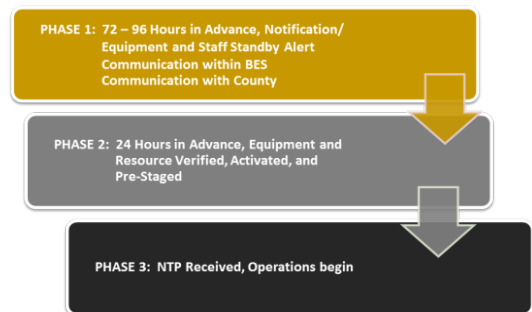 PHASE 1: 72 – 96 Hours in Advance, Notification/
Equipment and Staff Standby Alert
Communication within BES
Communication with County
PHASE 2: 24 Hours in Advance, Equipment and
Resource Verified, Activated, and
Pre-Staged
PHASE 3: NTP Received, Operations begin